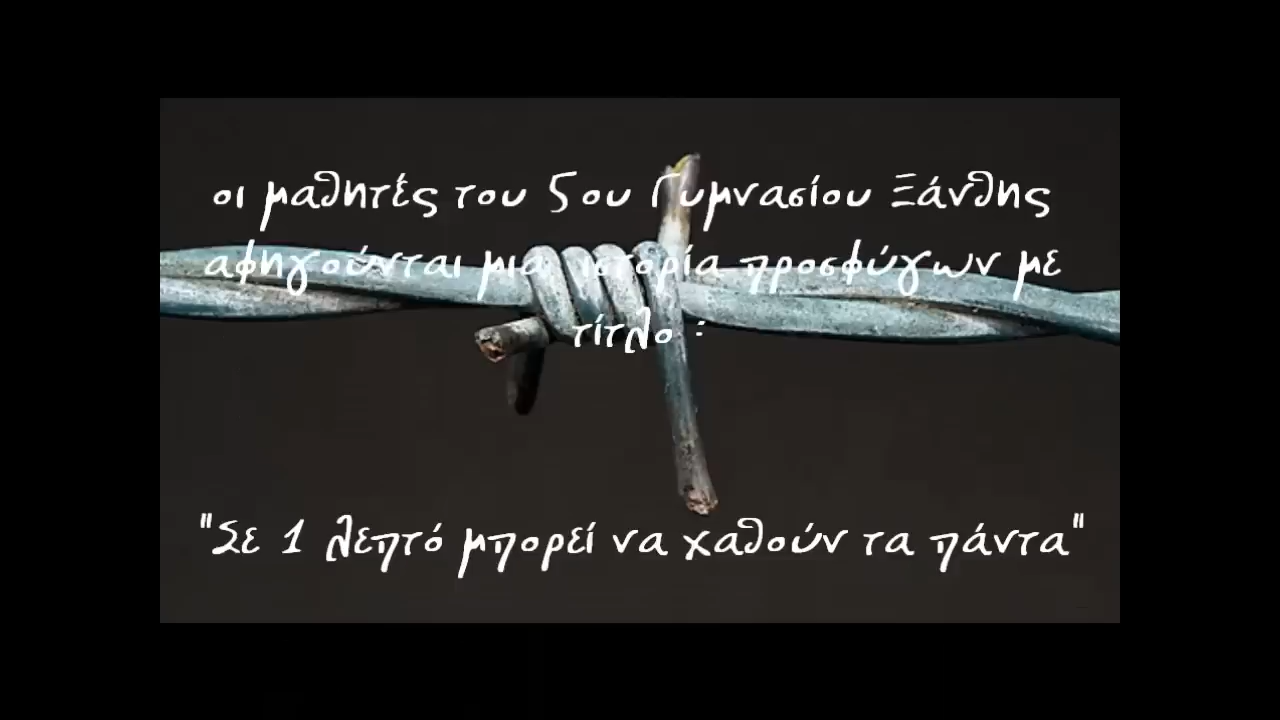 οι μαθητές του 5ου Γυμνασίου Ξάνθης
αφηγούνται μια ιστορία προσφύγων με
τίτλο :
"Σε 1 λεπτό μπορεί να χαθούν τα πάντα"